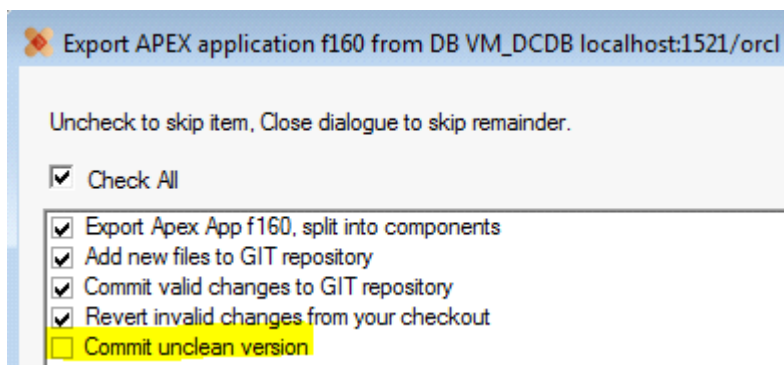 Export APEX application f160 from DB VM_DCDB localhost:1521/orcl
Uncheck to skip item, Close dialogue to skip remainder.
Check All
Export Apex App f160, split into components
Add new files to GIT repository
Commit valid changes to GIT repository
Revert invalid changes from your checkout
Commit unclean version